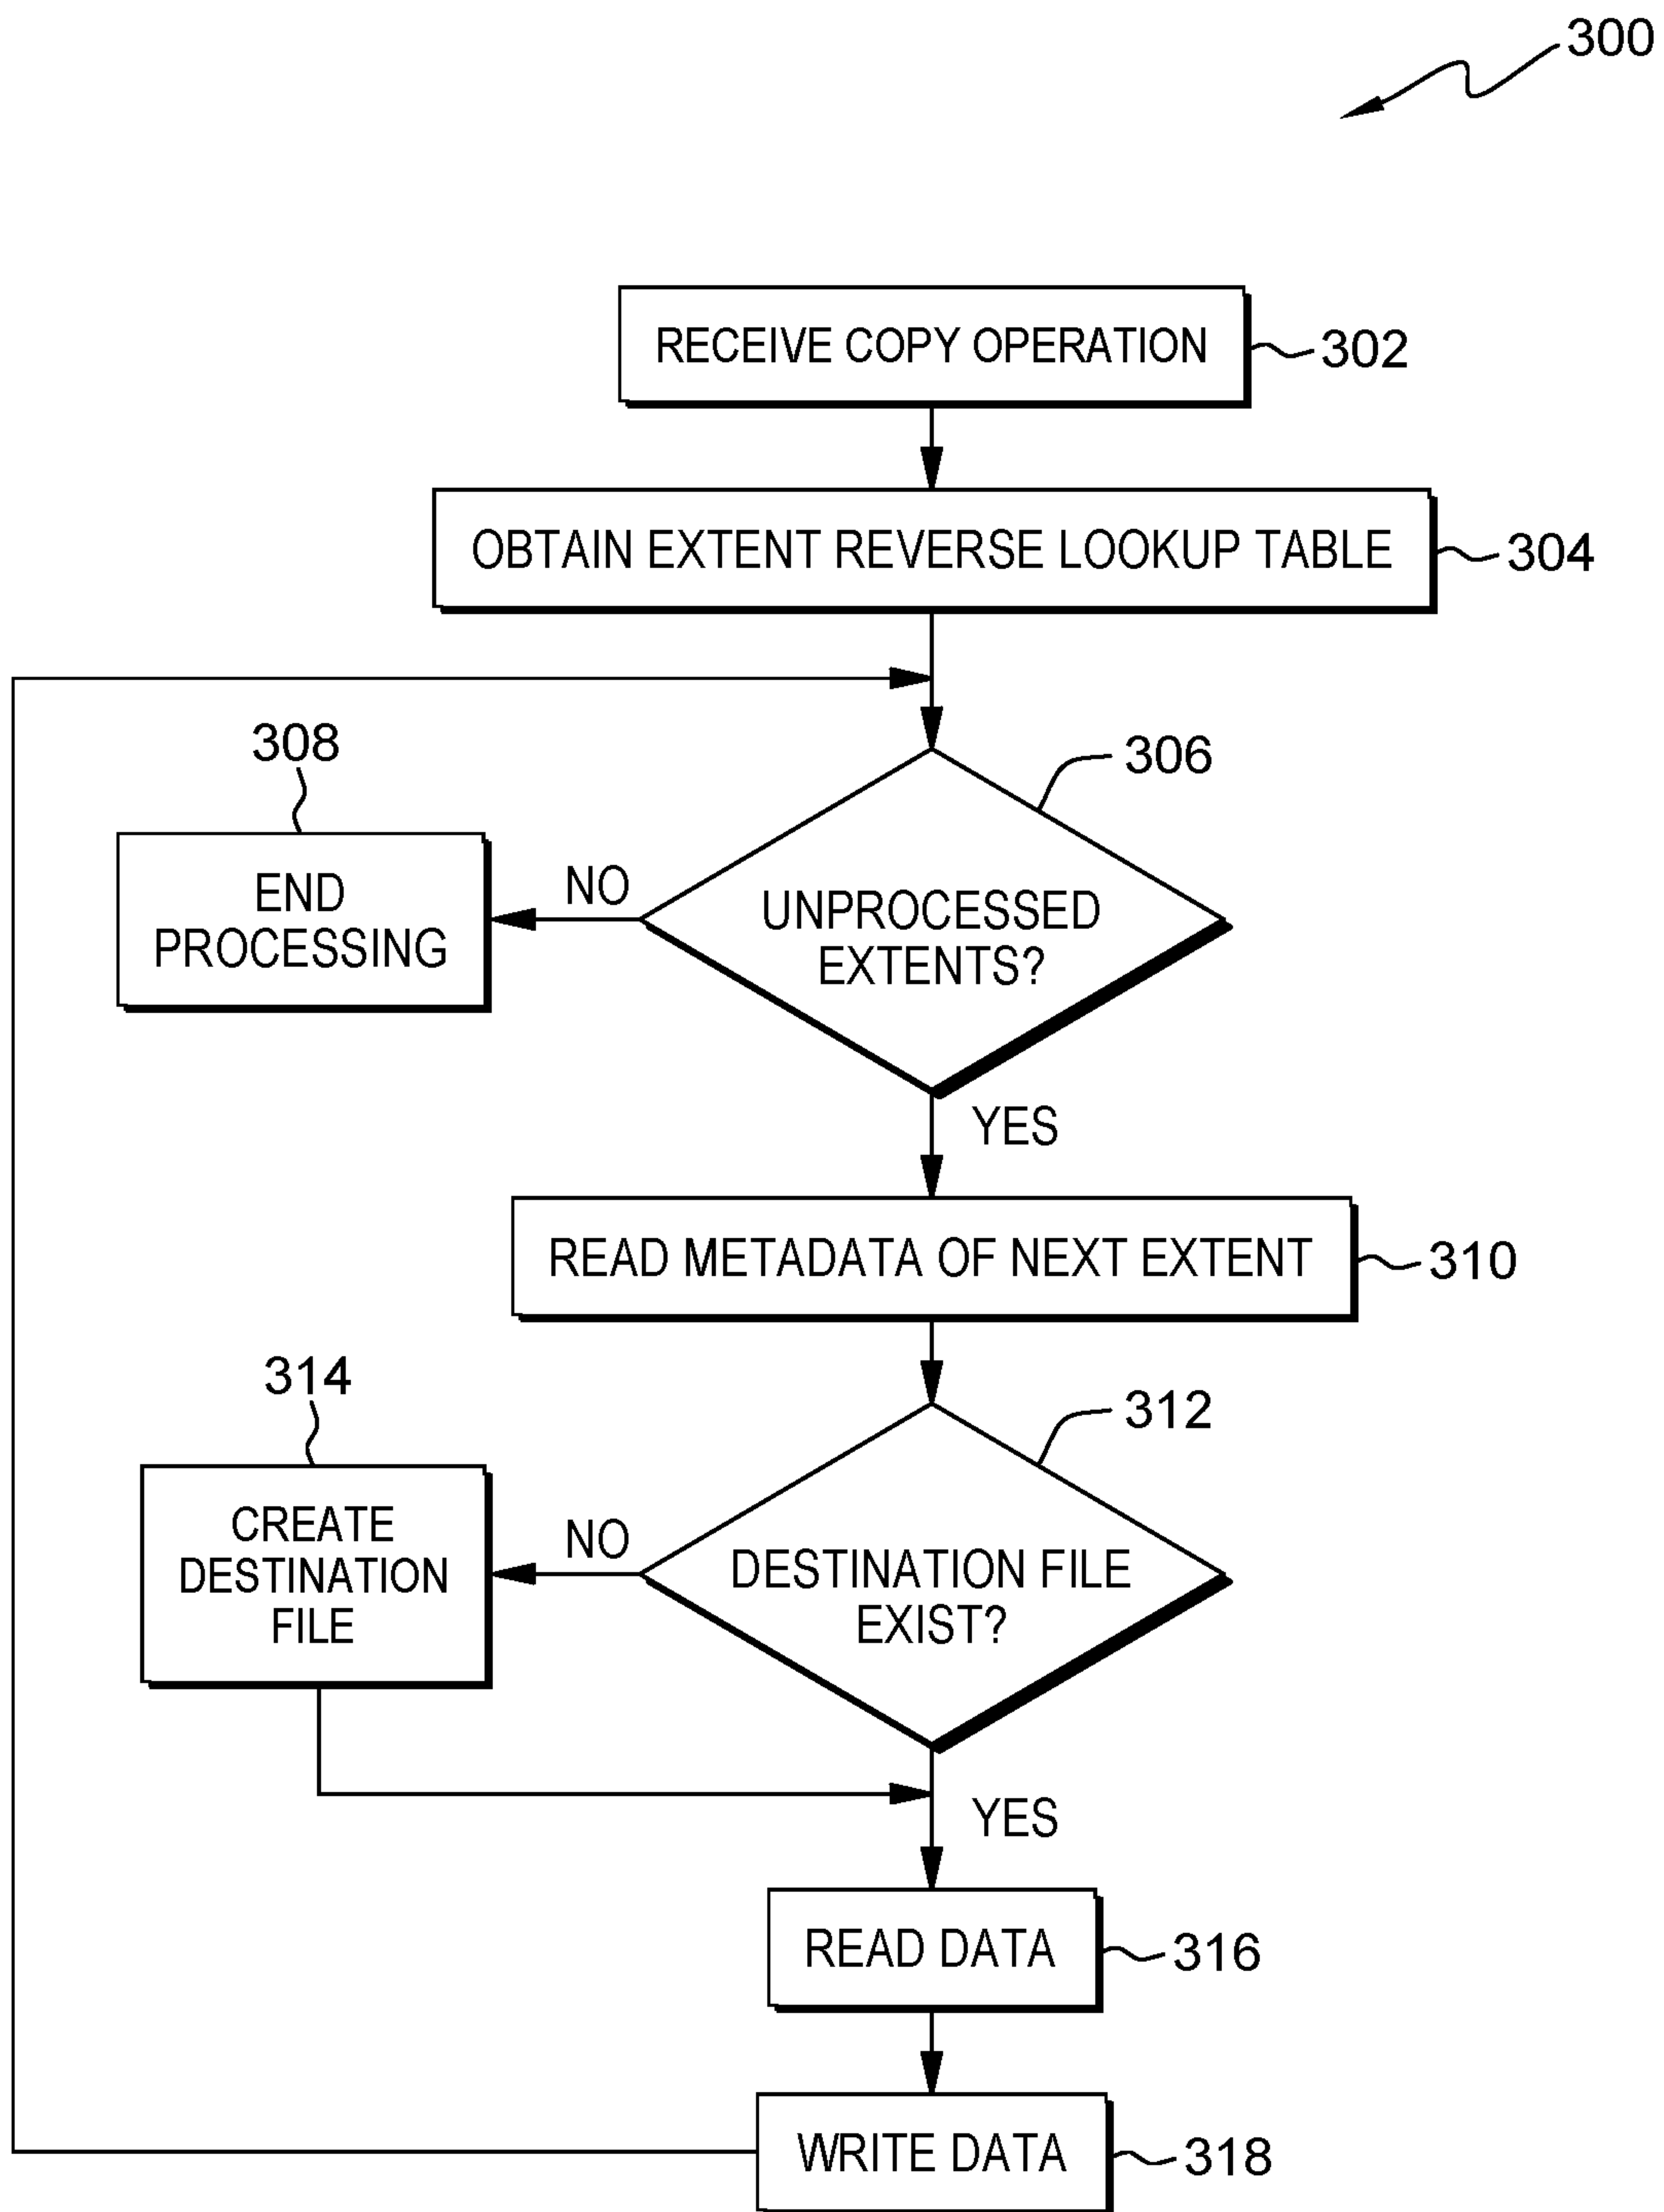 300
RECEIVE COPY OPERATION
302
OBTAIN EXTENT REVERSE LOOKUP TABLE
304
308
306
END
PROCESSING
NO
UNPROCESSED
EXTENTS?
YES
READ METADATA OF NEXT EXTENT
310
314
312
CREATE
DESTINATION
FILE
NO
DESTINATION FILE
EXIST?
YES
READ DATA
316
WRITE DATA
318